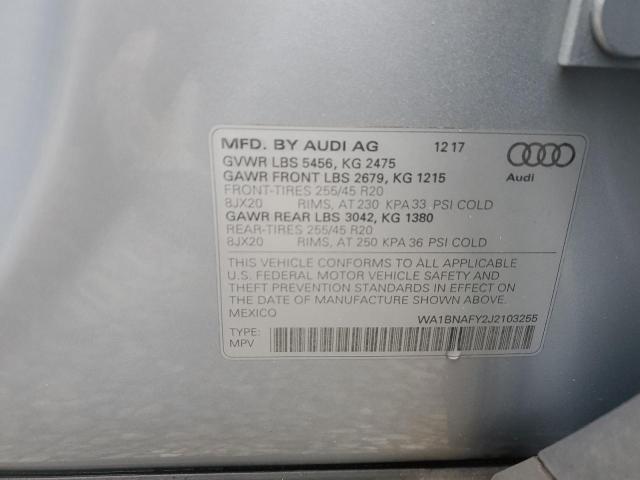 MFD. BY AUDI AG 12 17
GVWR LBS 5456, KG 2475
GAWR FRONT LBS 2679, KG 1215
FRONT-TIRES 255/45 R20
8JX20 RIMS, AT 230 KPA 33 PSI COLD
GAWR REAR LBS 3042, KG 1380
REAR-TIRES 255/45 R20
8JX20 RIMS, AT 250 KPA 36 PSI COLD
Audi
THIS VEHICLE CONFORMS TO ALL APPLICABLE
U.S. FEDERAL MOTOR VEHICLE SAFETY AND
THEFT PREVENTION STANDARDS IN EFFECT ON
THE DATE OF MANUFACTURE SHOWN ABOVE.
MEXICO WA1BNAFY2J2103255
TYPE:
MPV